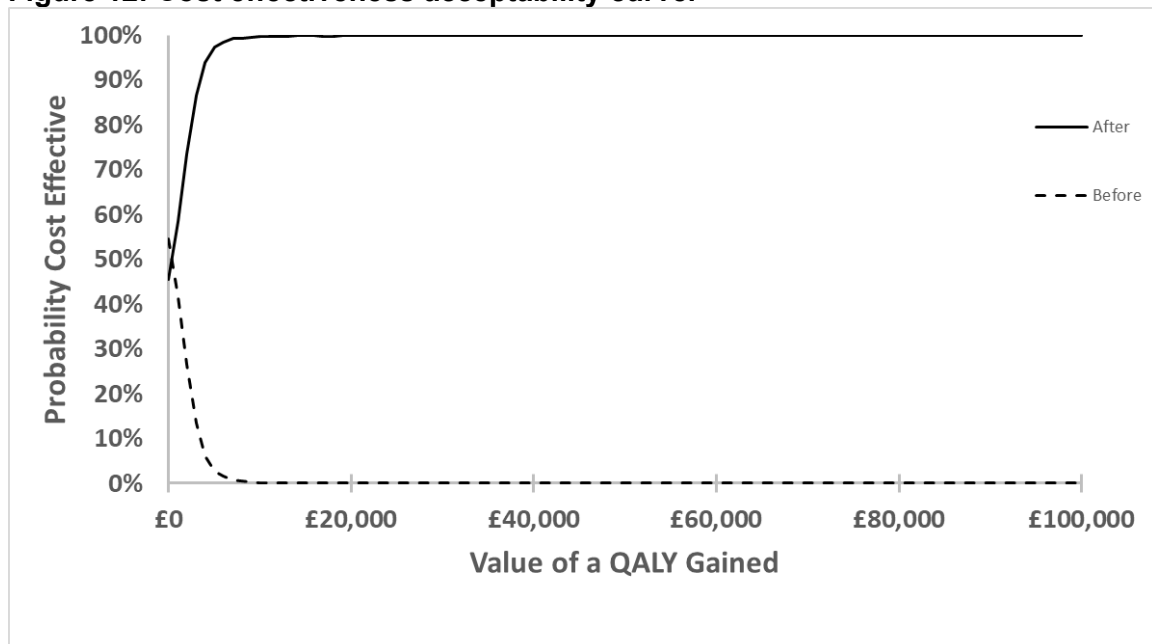 100%
90%
80%
70%
60%
50%
40%
30%
20%
10%
0%
Probability Cost Effective
£0 £20,000 £40,000 £60,000 £80,000 £100,000
Value of a QALY Gained
After
Before